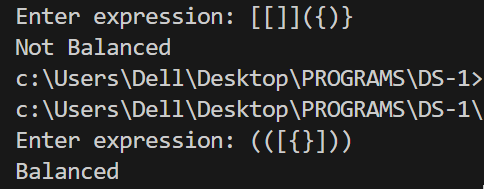 Enter expression: [[]]({)}
Not Balanced
c:\Users\Dell\Desktop\PROGRAMS\DS-1>
c:\Users\Dell\Desktop\PROGRAMS\DS-1\
Enter expression: (([{}]))
Balanced